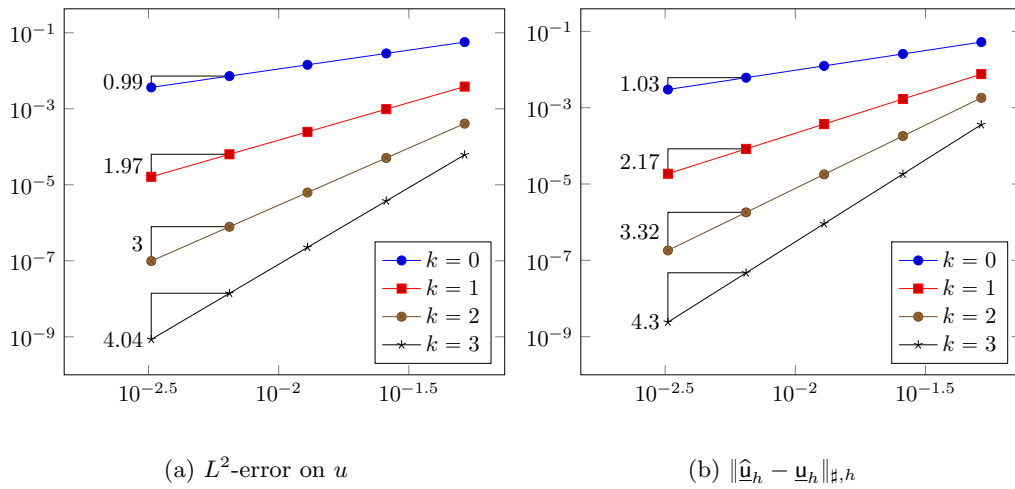 10^{-1}
10^{-3}
10^{-5}
10^{-7}
10^{-9}
0.99
1.97
3
4.04
k = 0
k = 1
k = 2
k = 3
10^{-2.5}
10^{-2}
10^{-1.5}
(a) L^2-error on u
10^{-1}
10^{-3}
10^{-5}
10^{-7}
10^{-9}
1.03
2.17
3.32
4.3
k = 0
k = 1
k = 2
k = 3
10^{-2.5}
10^{-2}
10^{-1.5}
(b) ‖\underline{\widehat{u}}_h − \underline{u}_h‖_{♯,h}